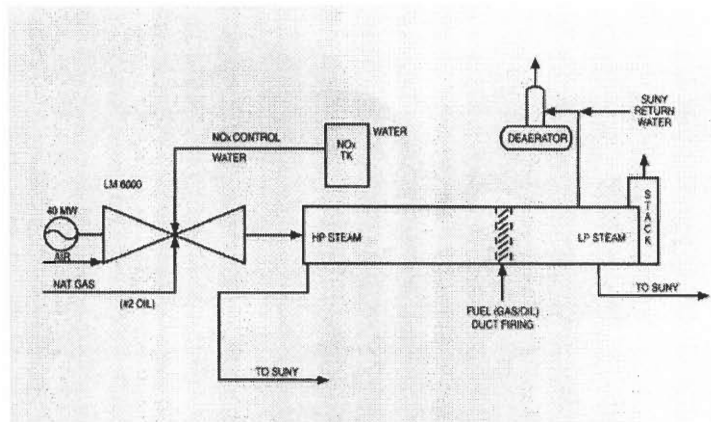 SUNY
RETURN
WATER
DEAERATOR
NOx CONTROL
WATER
NOx
TK
WATER
LM 6000
40 MW
AIR
NAT GAS
(#2 OIL)
HP STEAM
LP STEAM
STACK
FUEL (GAS/OIL)
DUCT FIRING
TO SUNY
TO SUNY